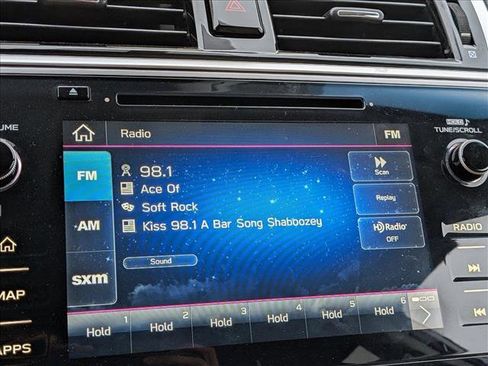 HOLD
TUNE/SCROLL
UME
Radio
FM
FM
98.1
Scan
Ace Of
Soft Rock
Replay
AM
Kiss 98.1 A Bar Song Shabbozey
HD Radio
OFF
RADIO
Sound
sxm
MAP
1 2 3 4 5 6
Hold Hold Hold Hold Hold Hold
APPS